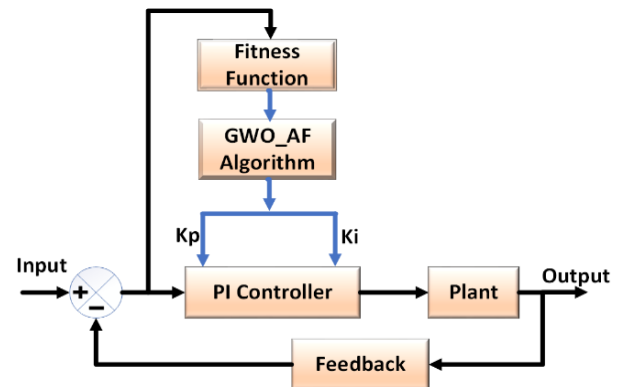 Fitness
Function
GWO_AF
Algorithm
Kp
Ki
Input
+
−
PI Controller
Plant
Output
Feedback